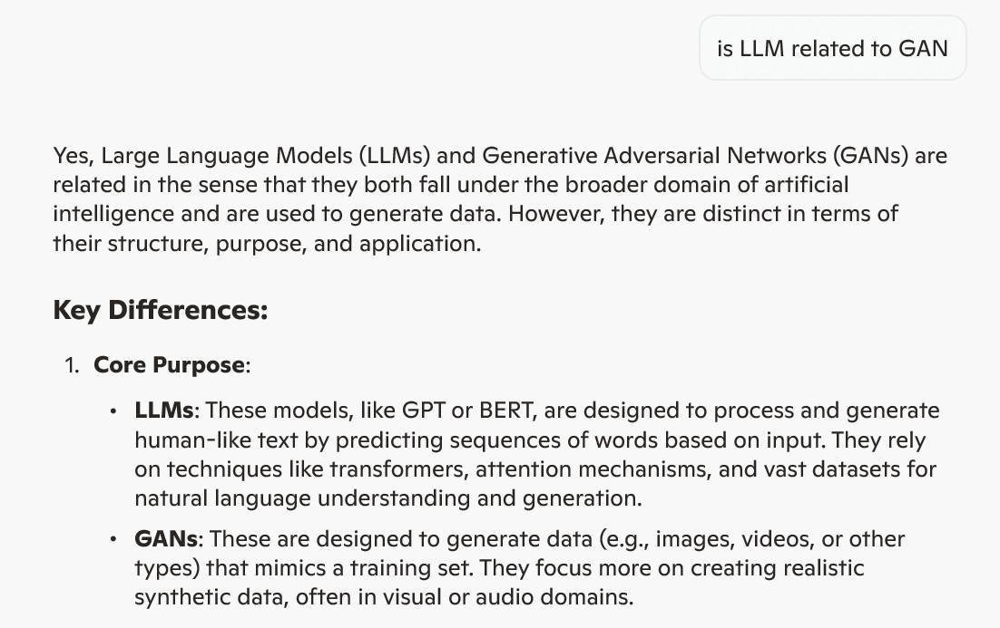 is LLM related to GAN
Yes, Large Language Models (LLMs) and Generative Adversarial Networks (GANs) are
related in the sense that they both fall under the broader domain of artificial
intelligence and are used to generate data. However, they are distinct in terms of
their structure, purpose, and application.
Key Differences:
1. Core Purpose:
• LLMs: These models, like GPT or BERT, are designed to process and generate
human-like text by predicting sequences of words based on input. They rely
on techniques like transformers, attention mechanisms, and vast datasets for
natural language understanding and generation.
• GANs: These are designed to generate data (e.g., images, videos, or other
types) that mimics a training set. They focus more on creating realistic
synthetic data, often in visual or audio domains.